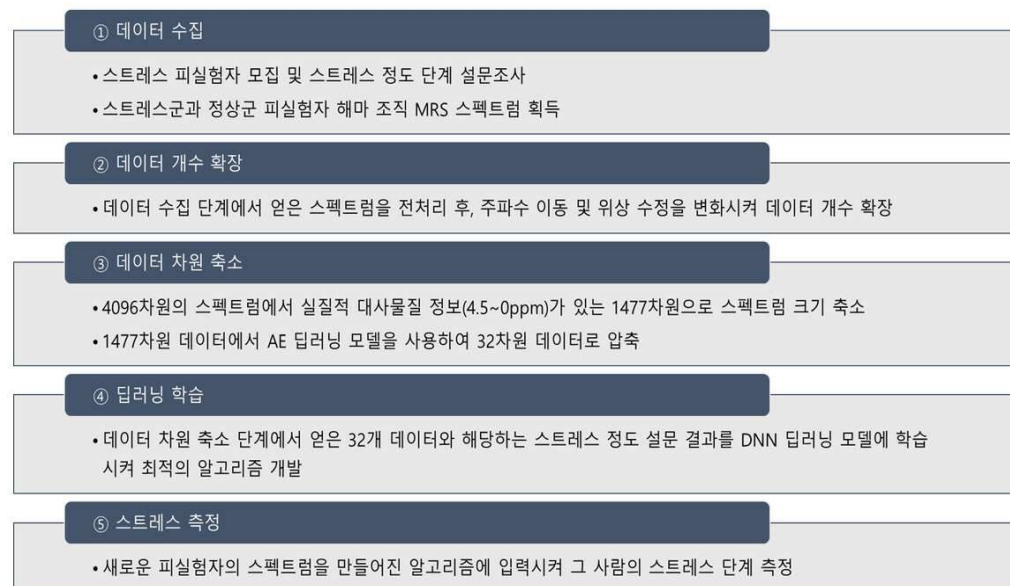 ① 데이터 수집
• 스트레스 피실험자 모집 및 스트레스 정도 단계 설문조사
• 스트레스군과 정상군 피실험자 해마 조직 MRS 스펙트럼 획득
② 데이터 개수 확장
• 데이터 수집 단계에서 얻은 스펙트럼을 전처리 후, 주파수 이동 및 위상 수정을 변화시켜 데이터 개수 확장
③ 데이터 차원 축소
• 4096차원의 스펙트럼에서 실질적 대사물질 정보(4.5~0ppm)가 있는 1477차원으로 스펙트럼 크기 축소
• 1477차원 데이터에서 AE 딥러닝 모델을 사용하여 32차원 데이터로 압축
④ 딥러닝 학습
• 데이터 차원 축소 단계에서 얻은 32개 데이터와 해당하는 스트레스 정도 설문 결과를 DNN 딥러닝 모델에 학습
시켜 최적의 알고리즘 개발
⑤ 스트레스 측정
• 새로운 피실험자의 스펙트럼을 만들어진 알고리즘에 입력시켜 그 사람의 스트레스 단계 측정